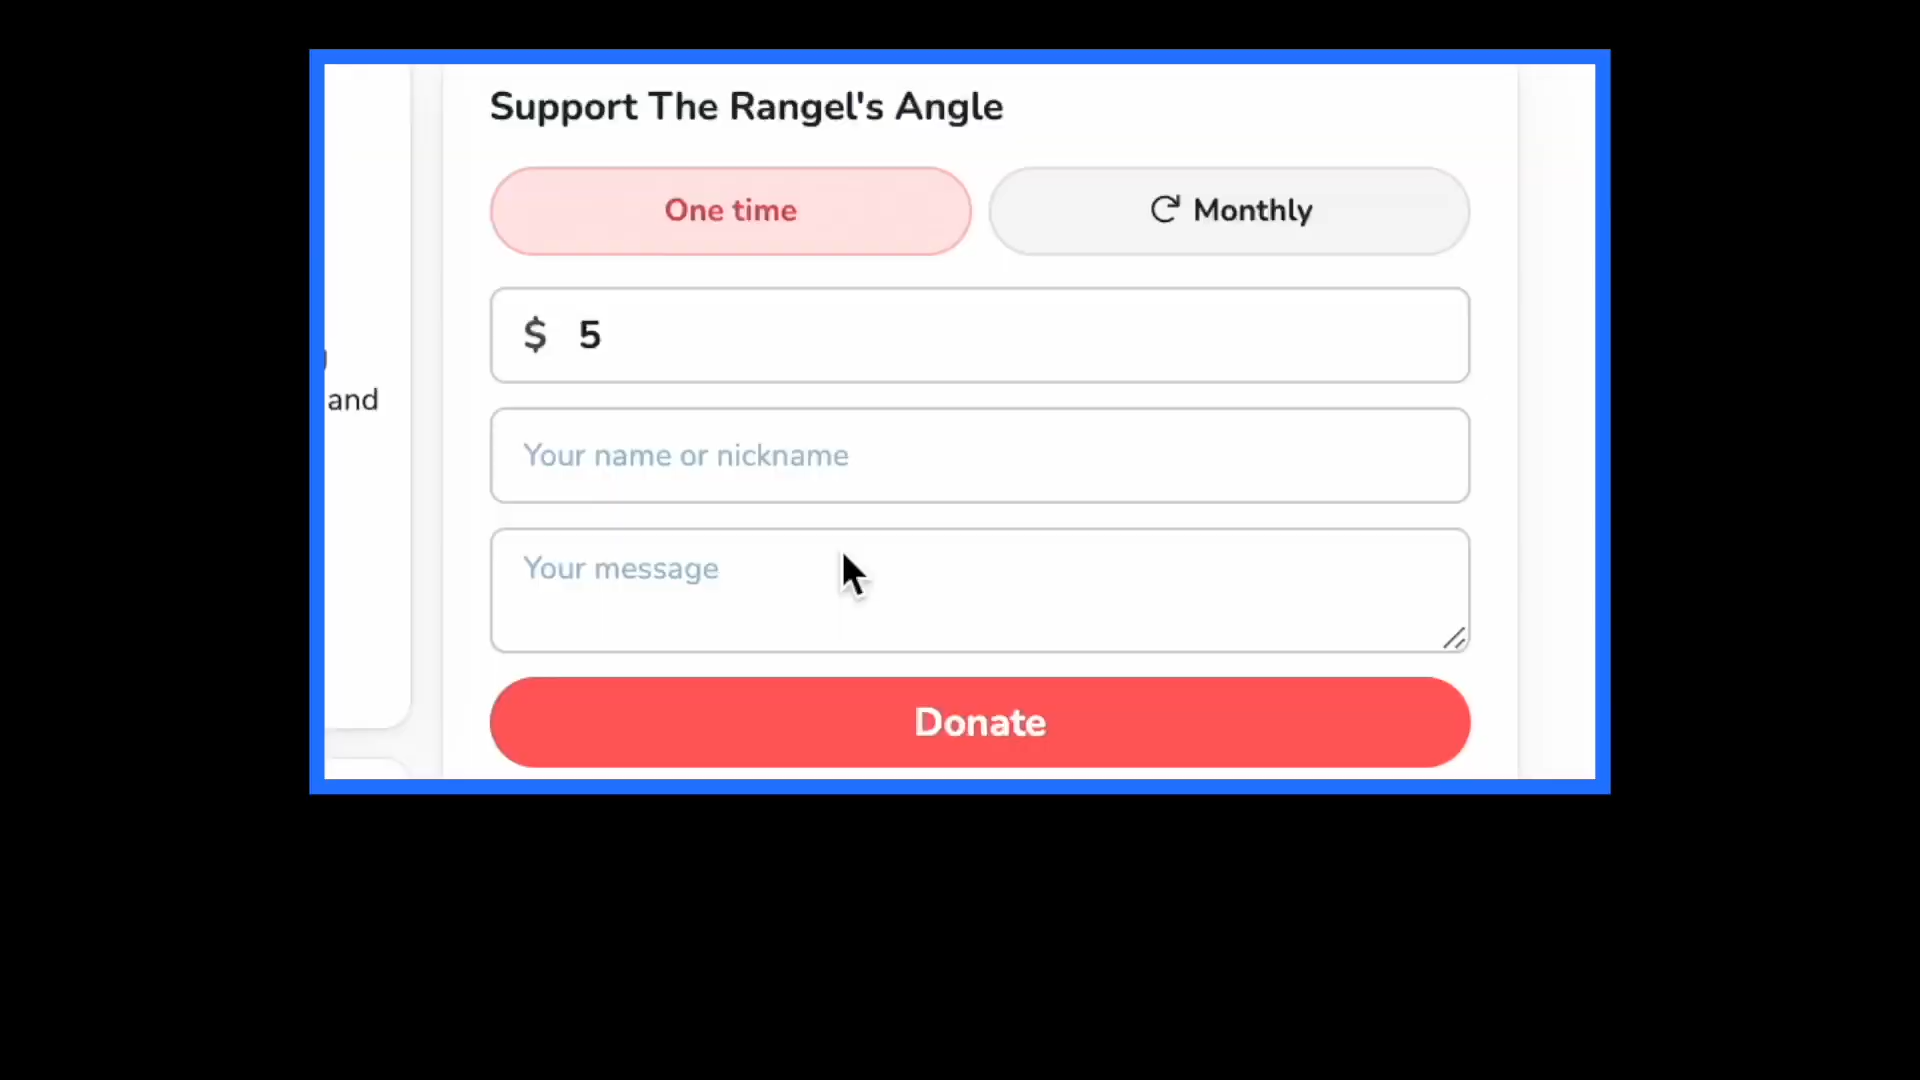 Support The Rangel's Angle
One time
Monthly
$ 5
and
Your name or nickname
Your message
Donate